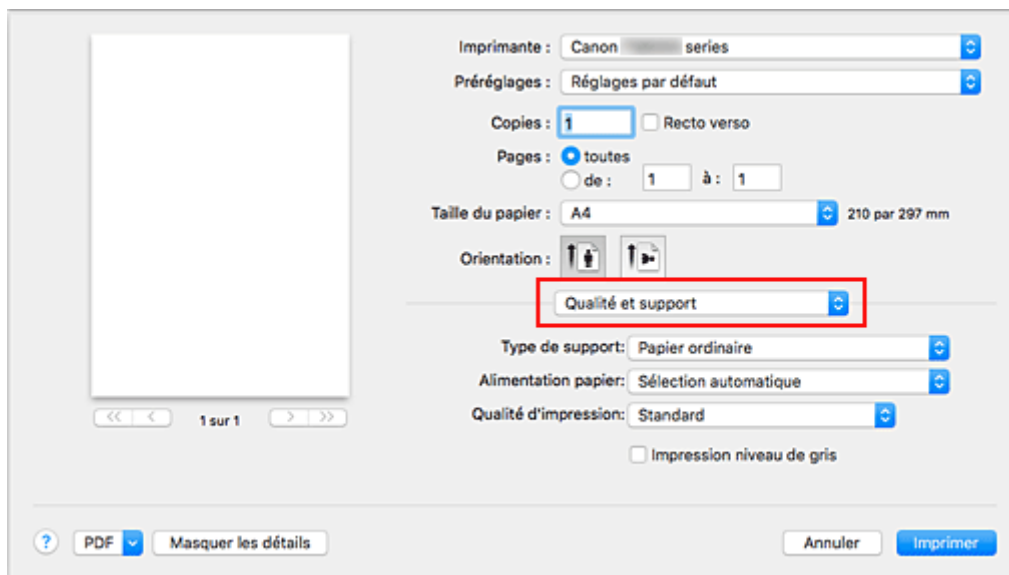 Imprimante : Canon series
Préréglages : Réglages par défaut
Copies : 1 Recto verso
Pages : toutes
de : 1 à : 1
Taille du papier : A4 210 par 297 mm
Orientation :
Qualité et support
Type de support: Papier ordinaire
Alimentation papier: Sélection automatique
Qualité d'impression: Standard
Impression niveau de gris
1 sur 1
? PDF Masquer les détails Annuler Imprimer